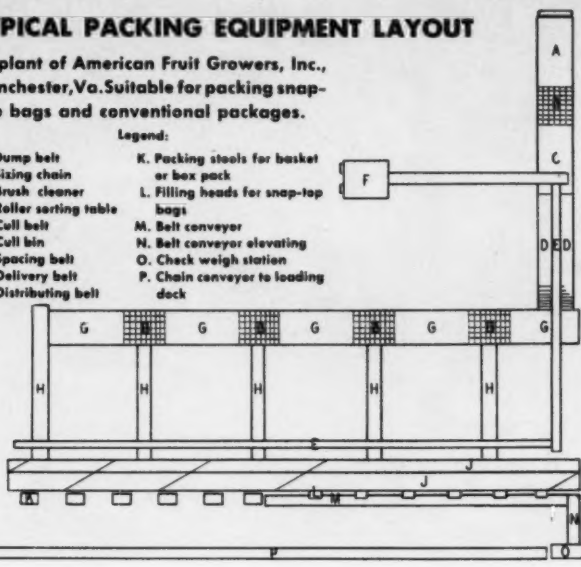 PICAL PACKING EQUIPMENT LAYOUT
plant of American Fruit Growers, Inc.,
nchester, Va. Suitable for packing snap-
bags and conventional packages.
Legend:
Dump belt
izing chain
Brush cleaner
Roller sorting table
Cull belt
Cull bin
Spacing belt
Delivery belt
Distributing belt
K. Packing stools for basket
or box pack
L. Filling heads for snap-top
bags
M. Belt conveyor
N. Belt conveyor elevating
O. Check weigh station
P. Chain conveyor to loading
dock
A
B
C
F
D E D
G B G B G B G B G
H H H H
E
J
J
K M
N
P O